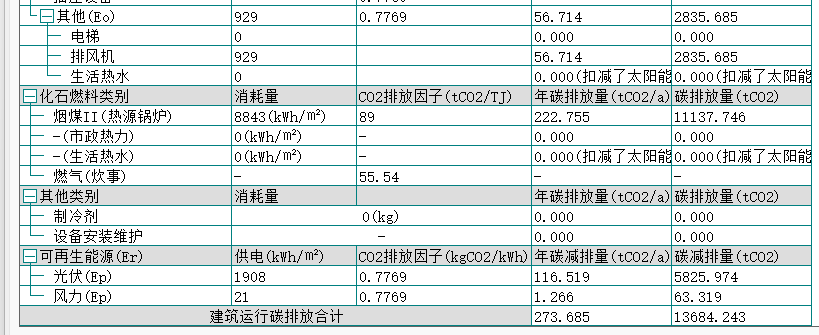 其他(Eo) 929 0.7769 56.714 2835.685
电梯 0 0.000 0.000
排风机 929 56.714 2835.685
生活热水 0 0.000(扣减了太阳能 0.000(扣减了太阳能
化石燃料类别 消耗量 CO2排放因子(tCO2/TJ) 年碳排放量(tCO2/a) 碳排放量(tCO2)
烟煤II(热源锅炉) 8843(kWh/m²) 89 222.755 11137.746
-(市政热力) 0(kWh/m²) - 0.000 0.000
-(生活热水) 0(kWh/m²) - 0.000(扣减了太阳能 0.000(扣减了太阳能
燃气(炊事) - 55.54 - -
其他类别 消耗量 年碳排放量(tCO2/a) 碳排放量(tCO2)
制冷剂 0(kg) 0.000 0.000
设备安装维护 - 0.000 0.000
可再生能源(Er) 供电(kWh/m²) CO2排放因子(kgCO2/kWh) 年碳减排量(tCO2/a) 碳减排量(tCO2)
光伏(Ep) 1908 0.7769 116.519 5825.974
风力(Ep) 21 0.7769 1.266 63.319
建筑运行碳排放合计 273.685 13684.243